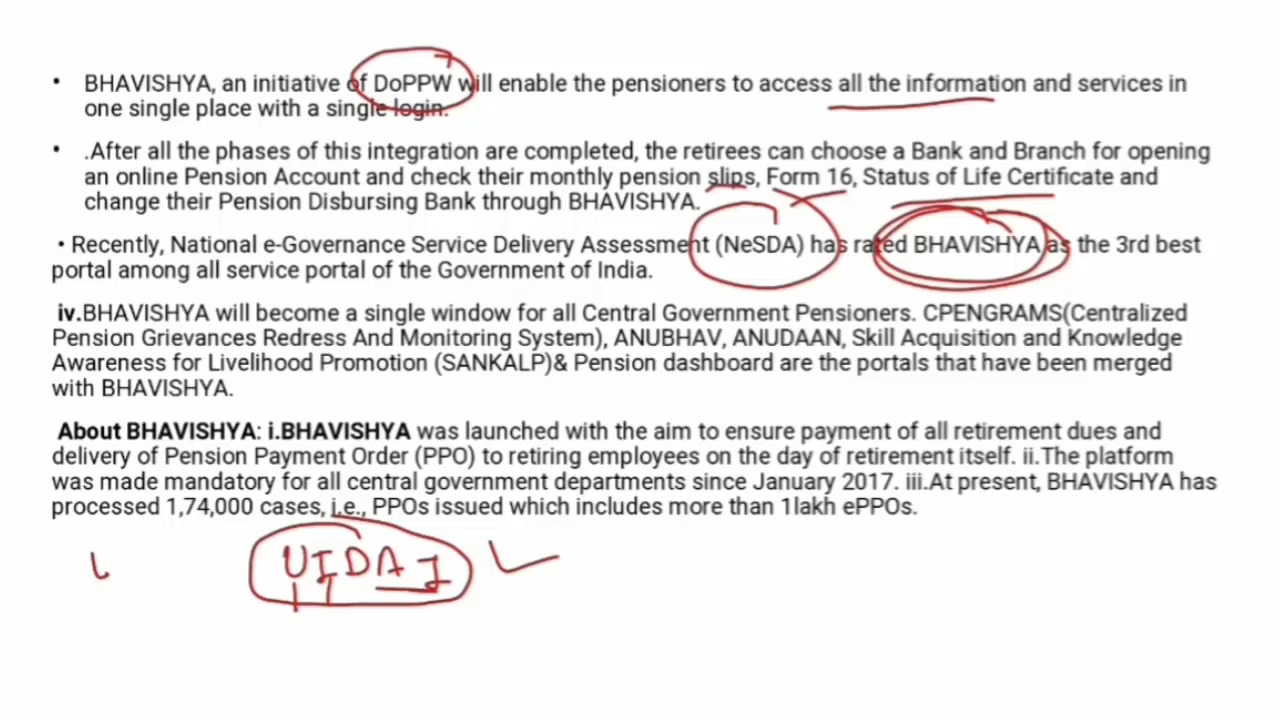 • BHAVISHYA, an initiative of DoPPW will enable the pensioners to access all the information and services in
one single place with a single login.
• .After all the phases of this integration are completed, the retirees can choose a Bank and Branch for opening
an online Pension Account and check their monthly pension slips, Form 16, Status of Life Certificate and
change their Pension Disbursing Bank through BHAVISHYA.
• Recently, National e-Governance Service Delivery Assessment (NeSDA) has rated BHAVISHYA as the 3rd best
portal among all service portal of the Government of India.
iv.BHAVISHYA will become a single window for all Central Government Pensioners. CPENGRAMS(Centralized
Pension Grievances Redress And Monitoring System), ANUBHAV, ANUDAAN, Skill Acquisition and Knowledge
Awareness for Livelihood Promotion (SANKALP)& Pension dashboard are the portals that have been merged
with BHAVISHYA.
About BHAVISHYA: i.BHAVISHYA was launched with the aim to ensure payment of all retirement dues and
delivery of Pension Payment Order (PPO) to retiring employees on the day of retirement itself. ii.The platform
was made mandatory for all central government departments since January 2017. iii.At present, BHAVISHYA has
processed 1,74,000 cases, i.e., PPOs issued which includes more than 1lakh ePPOs.
UIDAI